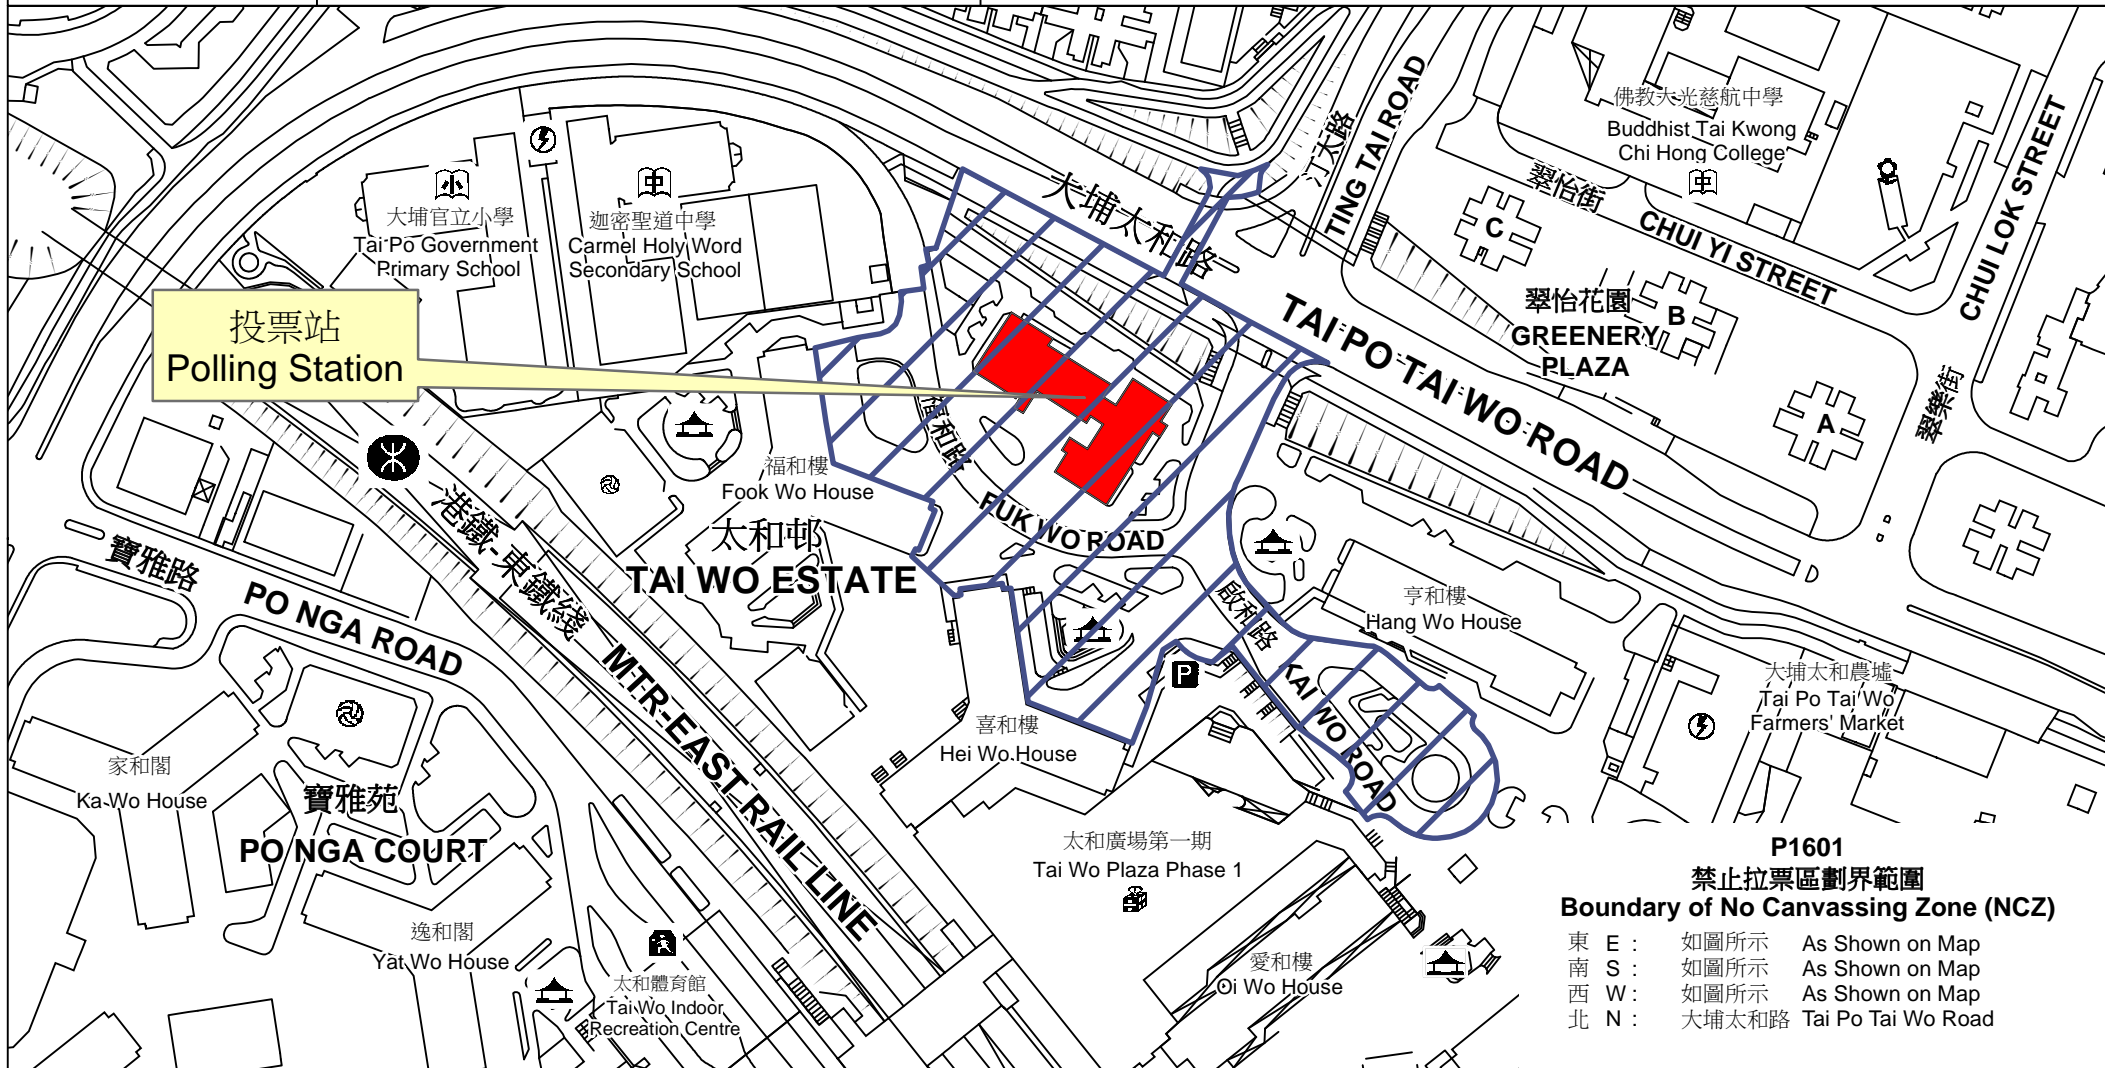 佛教大光慈航中學
Buddhist Tai Kwong
Chi Hong College
中
汀太路
TING TAI ROAD
翠怡街
CHUI YI STREET
CHUI LOK STREET
翠樂街
小
大埔官立小學
Tai Po Government
Primary School
中
迦密聖道中學
Carmel Holy Word
Secondary School
大埔太和路
TAI PO TAI WO ROAD
C
B
A
翠怡花園
GREENERY
PLAZA
投票站
Polling Station
福和路
FUK WO ROAD
福和樓
Fook Wo House
太和邨
TAI WO ESTATE
港鐵-東鐵綫
MTR-EAST RAIL LINE
寶雅路
PO NGA ROAD
啟和路
KAI WO ROAD
P
亨和樓
Hang Wo House
大埔太和農墟
Tai Po Tai Wo
Farmers' Market
喜和樓
Hei Wo House
家和閣
Ka Wo House
寶雅苑
PO NGA COURT
逸和閣
Yat Wo House
太和體育館
Tai Wo Indoor
Recreation Centre
太和廣場第一期
Tai Wo Plaza Phase 1
愛和樓
Oi Wo House
P1601
禁止拉票區劃界範圍
Boundary of No Canvassing Zone (NCZ)
東 E : 如圖所示 As Shown on Map
南 S : 如圖所示 As Shown on Map
西 W : 如圖所示 As Shown on Map
北 N : 大埔太和路 Tai Po Tai Wo Road